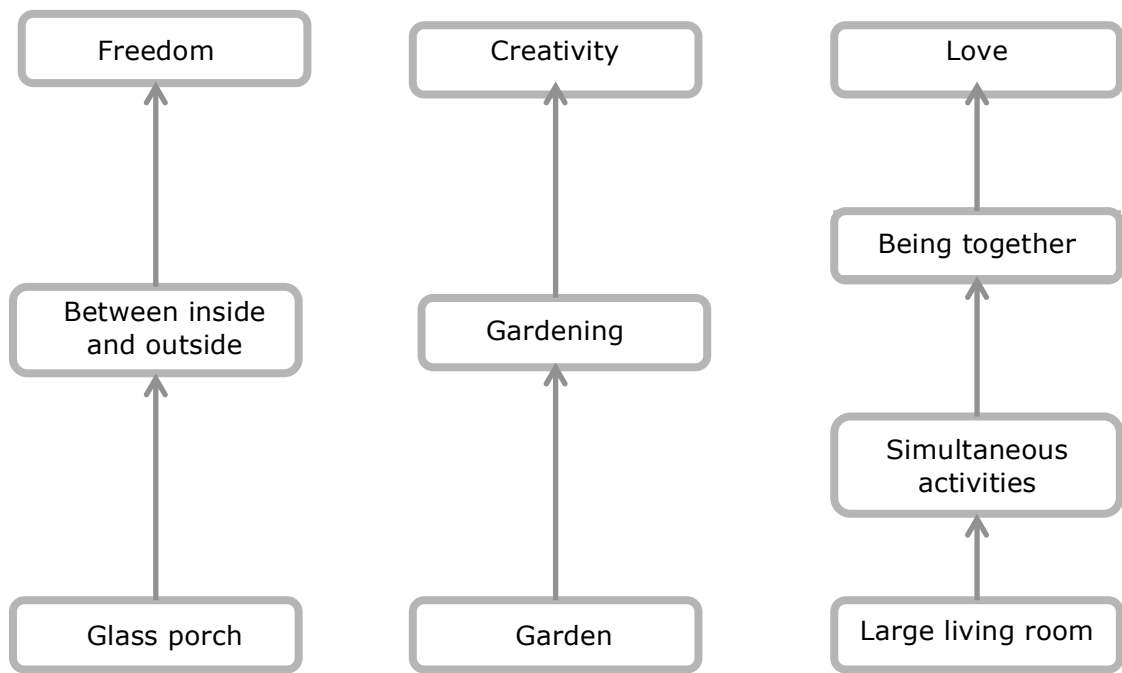 Freedom
Creativity
Love
Being together
Between inside
and outside
Gardening
Simultaneous
activities
Glass porch
Garden
Large living room